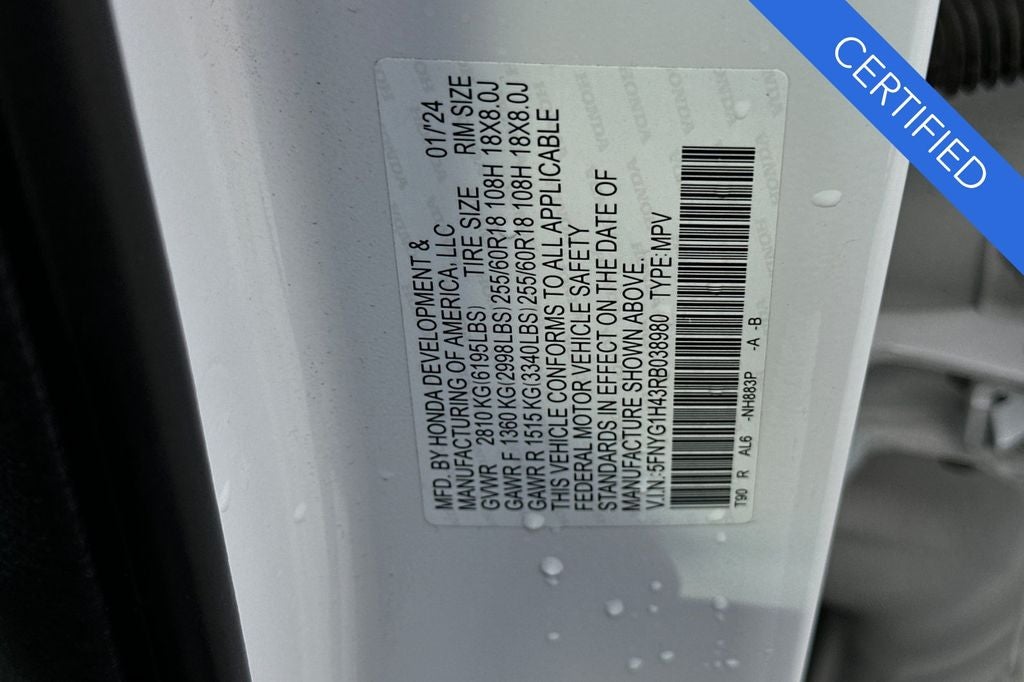 CERTIFIED
MFD. BY HONDA DEVELOPMENT &
MANUFACTURING OF AMERICA, LLC 01/'24
GVWR 2810 KG(6195LBS) TIRE SIZE RIM SIZE
GAWR F 1360 KG(2998LBS) 255/60R18 108H 18X8.0J
GAWR R 1515 KG(3340LBS) 255/60R18 108H 18X8.0J
THIS VEHICLE CONFORMS TO ALL APPLICABLE
FEDERAL MOTOR VEHICLE SAFETY
STANDARDS IN EFFECT ON THE DATE OF
MANUFACTURE SHOWN ABOVE.
V.I.N.:5FNYG1H43RB038980 TYPE:MPV
T90 R AL6 -NH883P -A -B